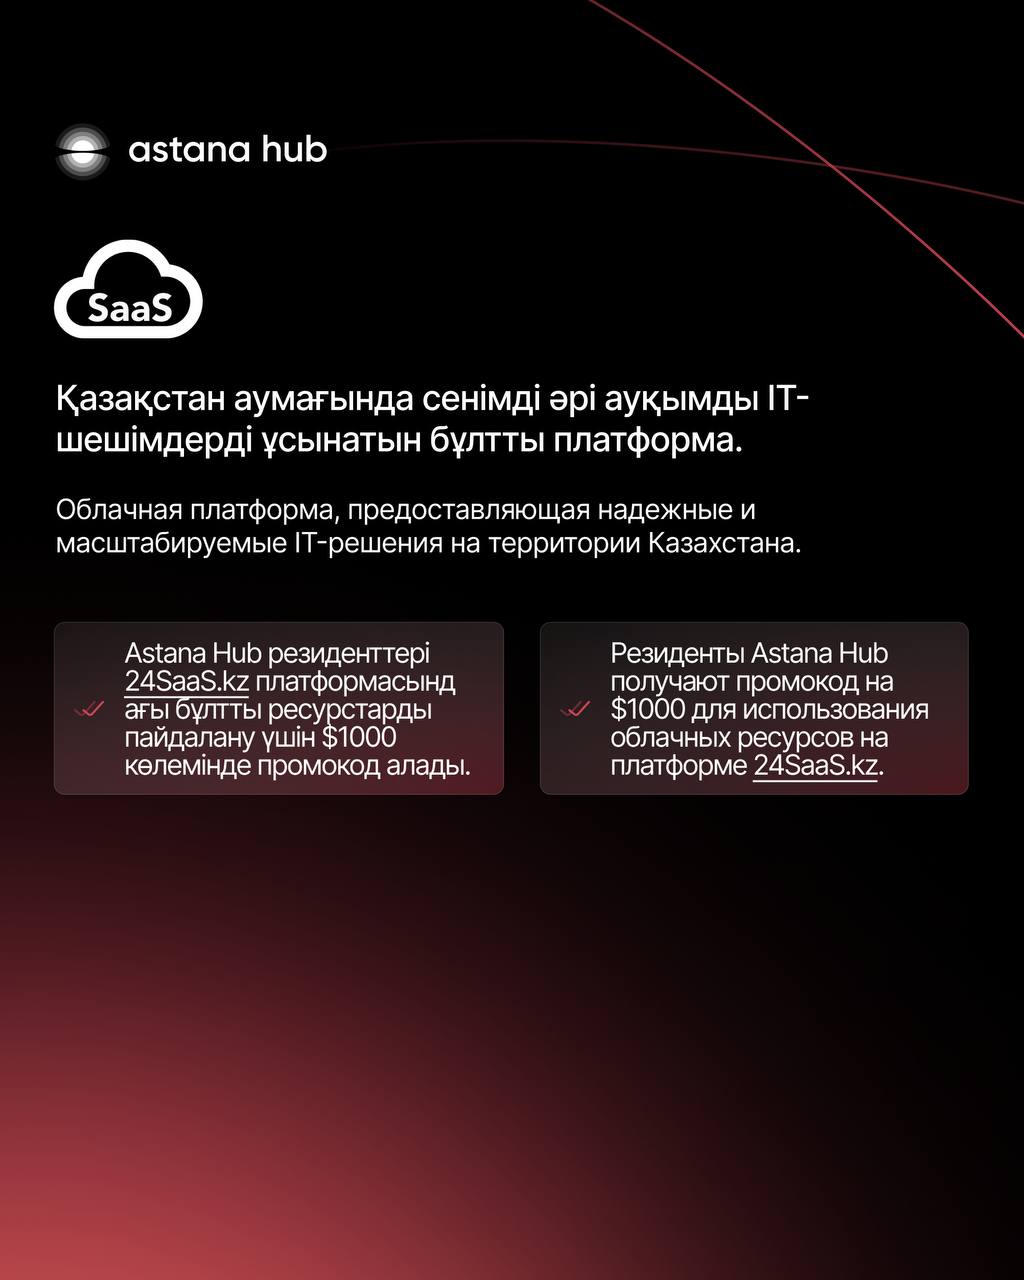 astana hub
SaaS
Қазақстан аумағында сенімді әрі ауқымды IT-
шешімдерді ұсынатын бұлтты платформа.
Облачная платформа, предоставляющая надежные и
масштабируемые IT-решения на территории Казахстана.
Astana Hub резиденттері
24SaaS.kz платформасынд
ағы бұлтты ресурстарды
пайдалану үшін $1000
көлемінде промокод алады.
Резиденты Astana Hub
получают промокод на
$1000 для использования
облачных ресурсов на
платформе 24SaaS.kz.